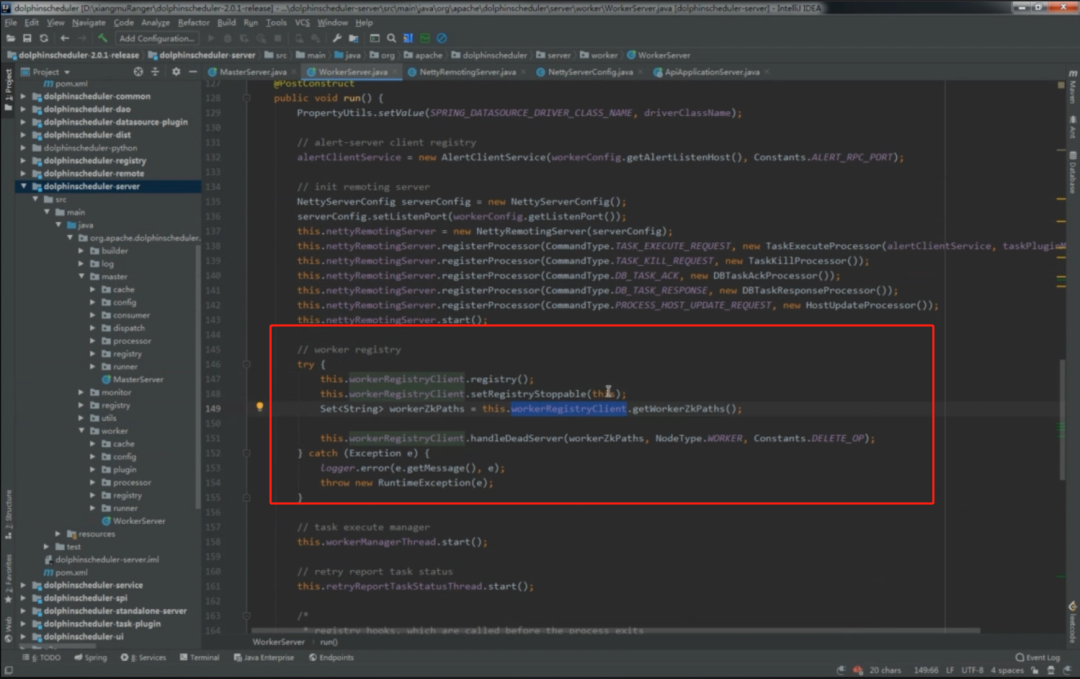 dolphinscheduler [D:\xiangmuRanger\dolphinscheduler-2.0.1-release] - ...\dolphinscheduler-server\src\main\java\org\apache\dolphinscheduler\server\worker\WorkerServer.java [dolphinscheduler-server] - IntelliJ IDEA
File Edit View Navigate Code Analyze Refactor Build Run Tools VCS Window Help
Add Configuration...
dolphinscheduler-2.0.1-release dolphinscheduler-server src main java org apache dolphinscheduler server worker WorkerServer
Project MasterServer.java WorkerServer.java NettyRemotingServer.java NettyServerConfig.java ApiApplicationServer.java
pom.xml
dolphinscheduler-common
dolphinscheduler-dao
dolphinscheduler-datasource-plugin
dolphinscheduler-dist
dolphinscheduler-python
dolphinscheduler-registry
dolphinscheduler-remote
dolphinscheduler-server
src
main
java
org.apache.dolphinscheduler.
builder
log
master
cache
config
consumer
dispatch
processor
registry
runner
MasterServer
monitor
registry
utils
worker
cache
config
plugin
processor
registry
runner
WorkerServer
resources
test
dolphinscheduler-server.iml
pom.xml
dolphinscheduler-service
dolphinscheduler-spi
dolphinscheduler-standalone-server
dolphinscheduler-task-plugin
dolphinscheduler-ui
127 @PostConstruct
128 public void run() {
129 PropertyUtils.setValue(SPRING_DATASOURCE_DRIVER_CLASS_NAME, driverClassName);
130
131 // alert-server client registry
132 alertClientService = new AlertClientService(workerConfig.getAlertListenHost(), Constants.ALERT_RPC_PORT);
133
134 // init remoting server
135 NettyServerConfig serverConfig = new NettyServerConfig();
136 serverConfig.setListenPort(workerConfig.getListenPort());
137 this.nettyRemotingServer = new NettyRemotingServer(serverConfig);
138 this.nettyRemotingServer.registerProcessor(CommandType.TASK_EXECUTE_REQUEST, new TaskExecuteProcessor(alertClientService, taskPluginM
139 this.nettyRemotingServer.registerProcessor(CommandType.TASK_KILL_REQUEST, new TaskKillProcessor());
140 this.nettyRemotingServer.registerProcessor(CommandType.DB_TASK_ACK, new DBTaskAckProcessor());
141 this.nettyRemotingServer.registerProcessor(CommandType.DB_TASK_RESPONSE, new DBTaskResponseProcessor());
142 this.nettyRemotingServer.registerProcessor(CommandType.PROCESS_HOST_UPDATE_REQUEST, new HostUpdateProcessor());
143 this.nettyRemotingServer.start();
144
145 // worker registry
146 try {
147 this.workerRegistryClient.registry();
148 this.workerRegistryClient.setRegistryStoppable(this);
149 Set<String> workerZkPaths = this.workerRegistryClient.getWorkerZkPaths();
150
151 this.workerRegistryClient.handleDeadServer(workerZkPaths, NodeType.WORKER, Constants.DELETE_OP);
152 } catch (Exception e) {
153 logger.error(e.getMessage(), e);
154 throw new RuntimeException(e);
155 }
156
157 // task execute manager
158 this.workerManagerThread.start();
159
160 // retry report task status
161 this.retryReportTaskStatusThread.start();
162
163 /*
164 * registry hooks, which are called before the process exits
WorkerServer run()
1: Project
7: Structure
2: Favorites
Web
Maven
Ant
Database
leetcode
6: TODO Spring 8: Services Terminal Java Enterprise Endpoints Event Log
20 chars 149:66 LF UTF-8 4 spaces